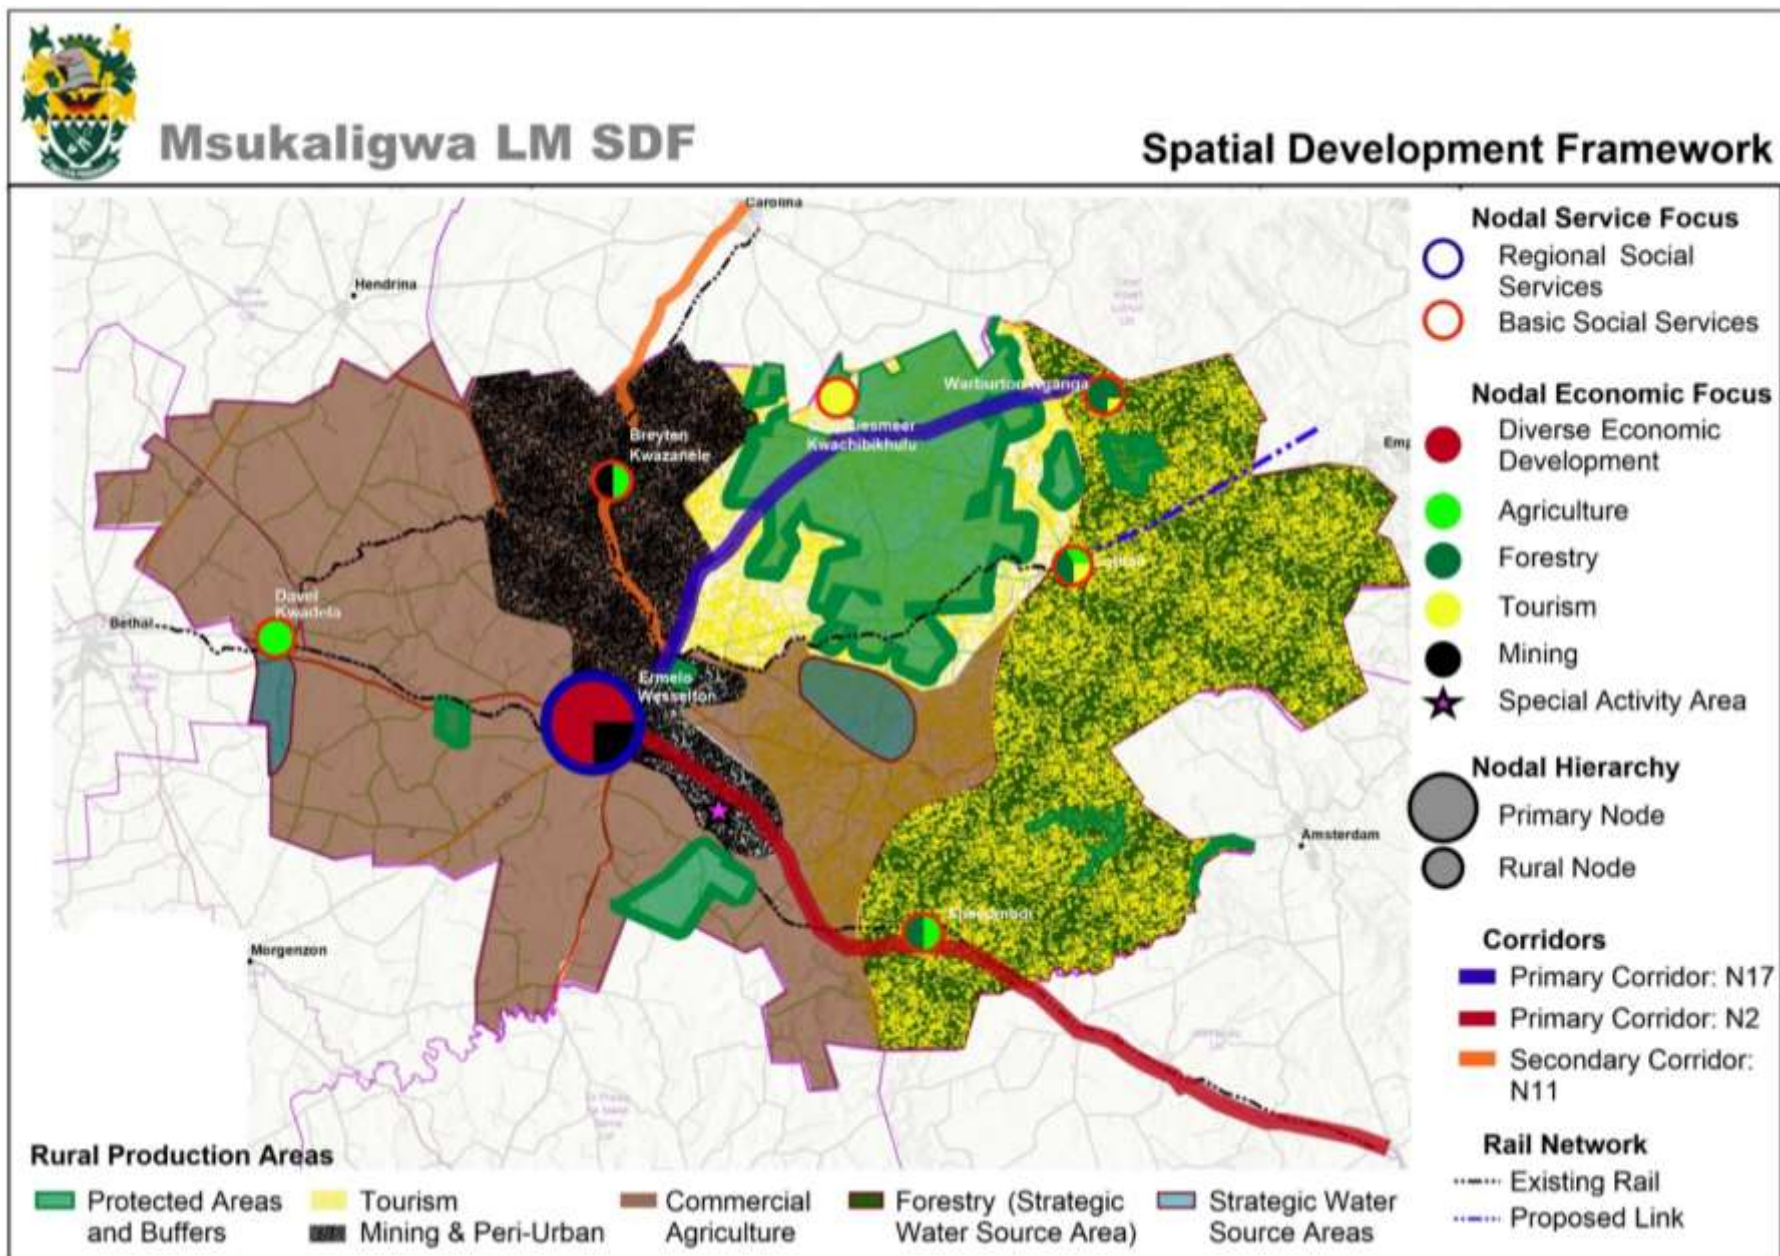 Msukaligwa LM SDF
Spatial Development Framework
Carolina
Hendrina
Warburton
Breyten
Kwazanele
Kwachibikhulu
Davel
Kwadela
Bethal
Ermelo
Wesselton
Amsterdam
Morgenzon
Nodal Service Focus
Regional Social
Services
Basic Social Services
Nodal Economic Focus
Diverse Economic
Development
Agriculture
Forestry
Tourism
Mining
Special Activity Area
Nodal Hierarchy
Primary Node
Rural Node
Corridors
Primary Corridor: N17
Primary Corridor: N2
Secondary Corridor:
N11
Rail Network
Existing Rail
Proposed Link
Rural Production Areas
Protected Areas
and Buffers
Tourism
Mining & Peri-Urban
Commercial
Agriculture
Forestry (Strategic
Water Source Area)
Strategic Water
Source Areas